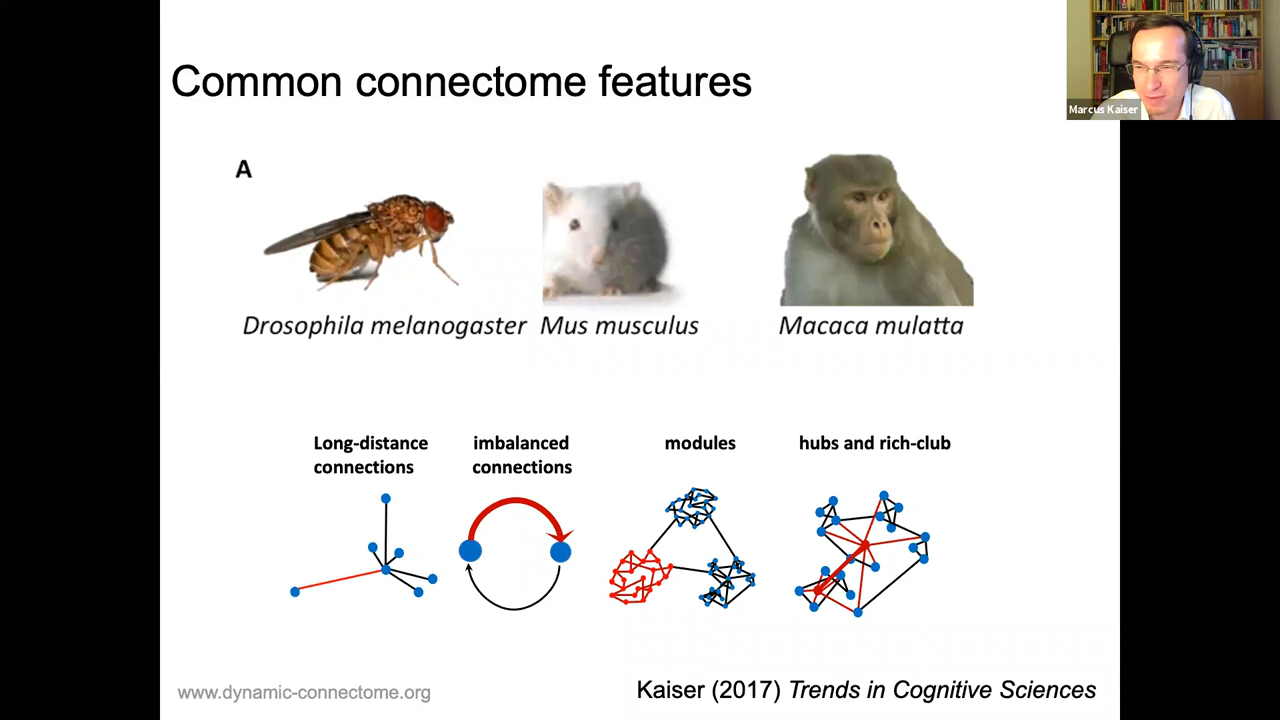 Common connectome features
Marcus Kaiser
A
Drosophila melanogaster Mus musculus Macaca mulatta
Long-distance connections
imbalanced connections
modules
hubs and rich-club
www.dynamic-connectome.org
Kaiser (2017) Trends in Cognitive Sciences